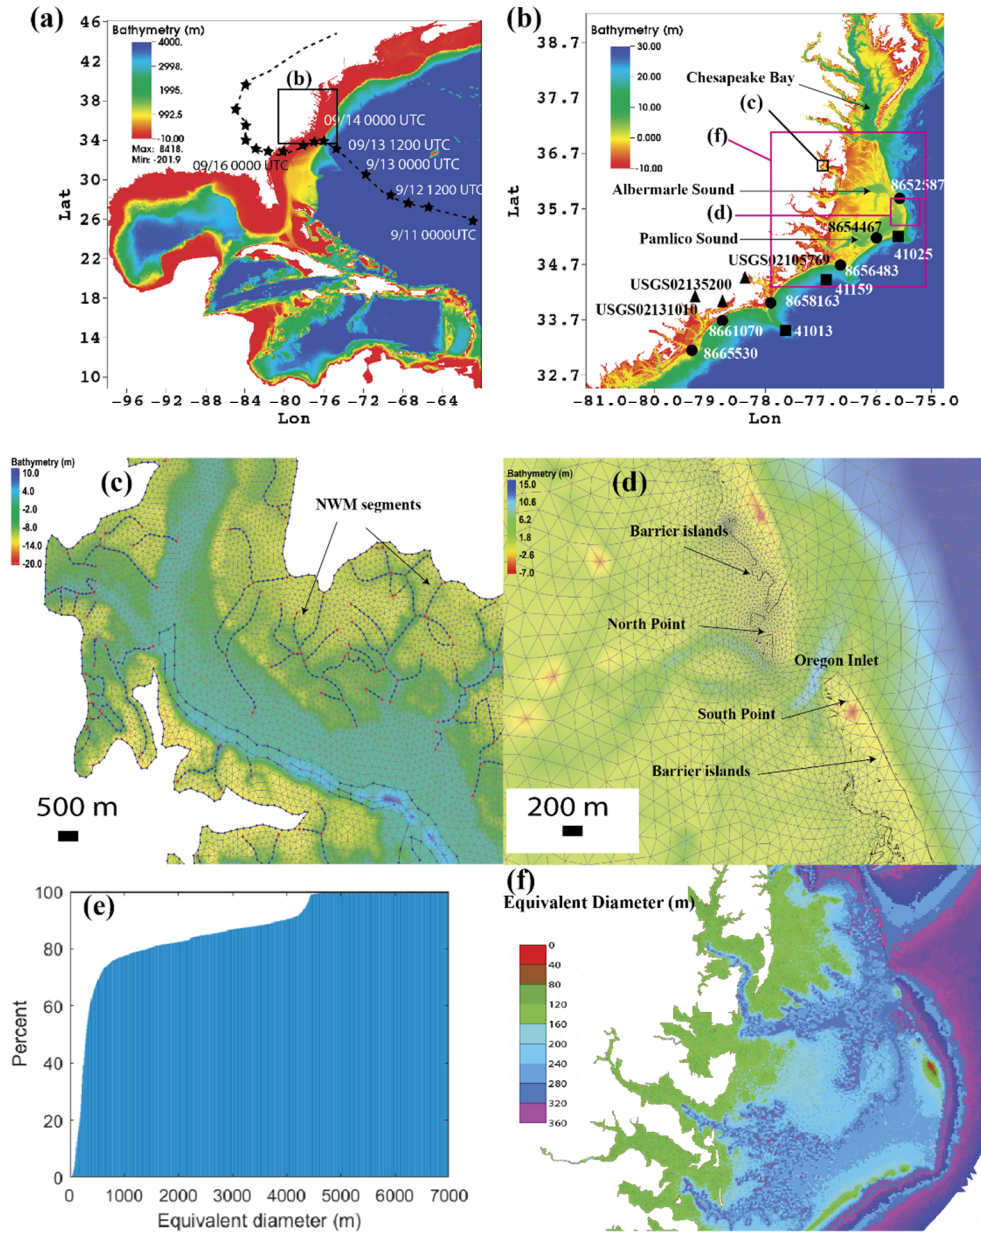 (a)
Lat
46
42
38
34
30
26
22
18
14
10
Bathymetry (m)
4000.
2998.
1995
992.5
-10.00
Max: 8418.
Min: -201.9
(b)
09/14 0000 UTC
09/13 1200 UTC
9/13 0000 UTC
09/16 0000 UTC
9/12 1200 UTC
9/11 0000UTC
-96 -92 -88 -84 -80 -76 -72 -68 -64
Lon
(b)
Lat
38.7
37.7
36.7
35.7
34.7
33.7
32.7
Bathymetry (m)
30.00
20.00
10.00
0.000
-10.00
Chesapeake Bay
(c)
(f)
Albermarle Sound
8652587
(d)
8654467
Pamlico Sound
41025
USGS02105769
8656483
USGS02135200
41159
USGS02131010
8658163
8661070
41013
8665530
-81.0 -79.0 -78.0 -77.0 -76.0 -75.0
Lon
Bathymetry (m)
10.0
4.0
-2.0
-8.0
-14.0
-20.0
(c)
NWM segments
500 m
Bathymetry (m)
15.0
10.6
6.2
1.8
-2.6
-7.0
(d)
Barrier islands
North Point
Oregon Inlet
South Point
Barrier islands
200 m
(e)
Percent
100
80
60
40
20
0
0 1000 2000 3000 4000 5000 6000 7000
Equivalent diameter (m)
(f)
Equivalent Diameter (m)
0
40
80
120
160
200
240
280
320
360